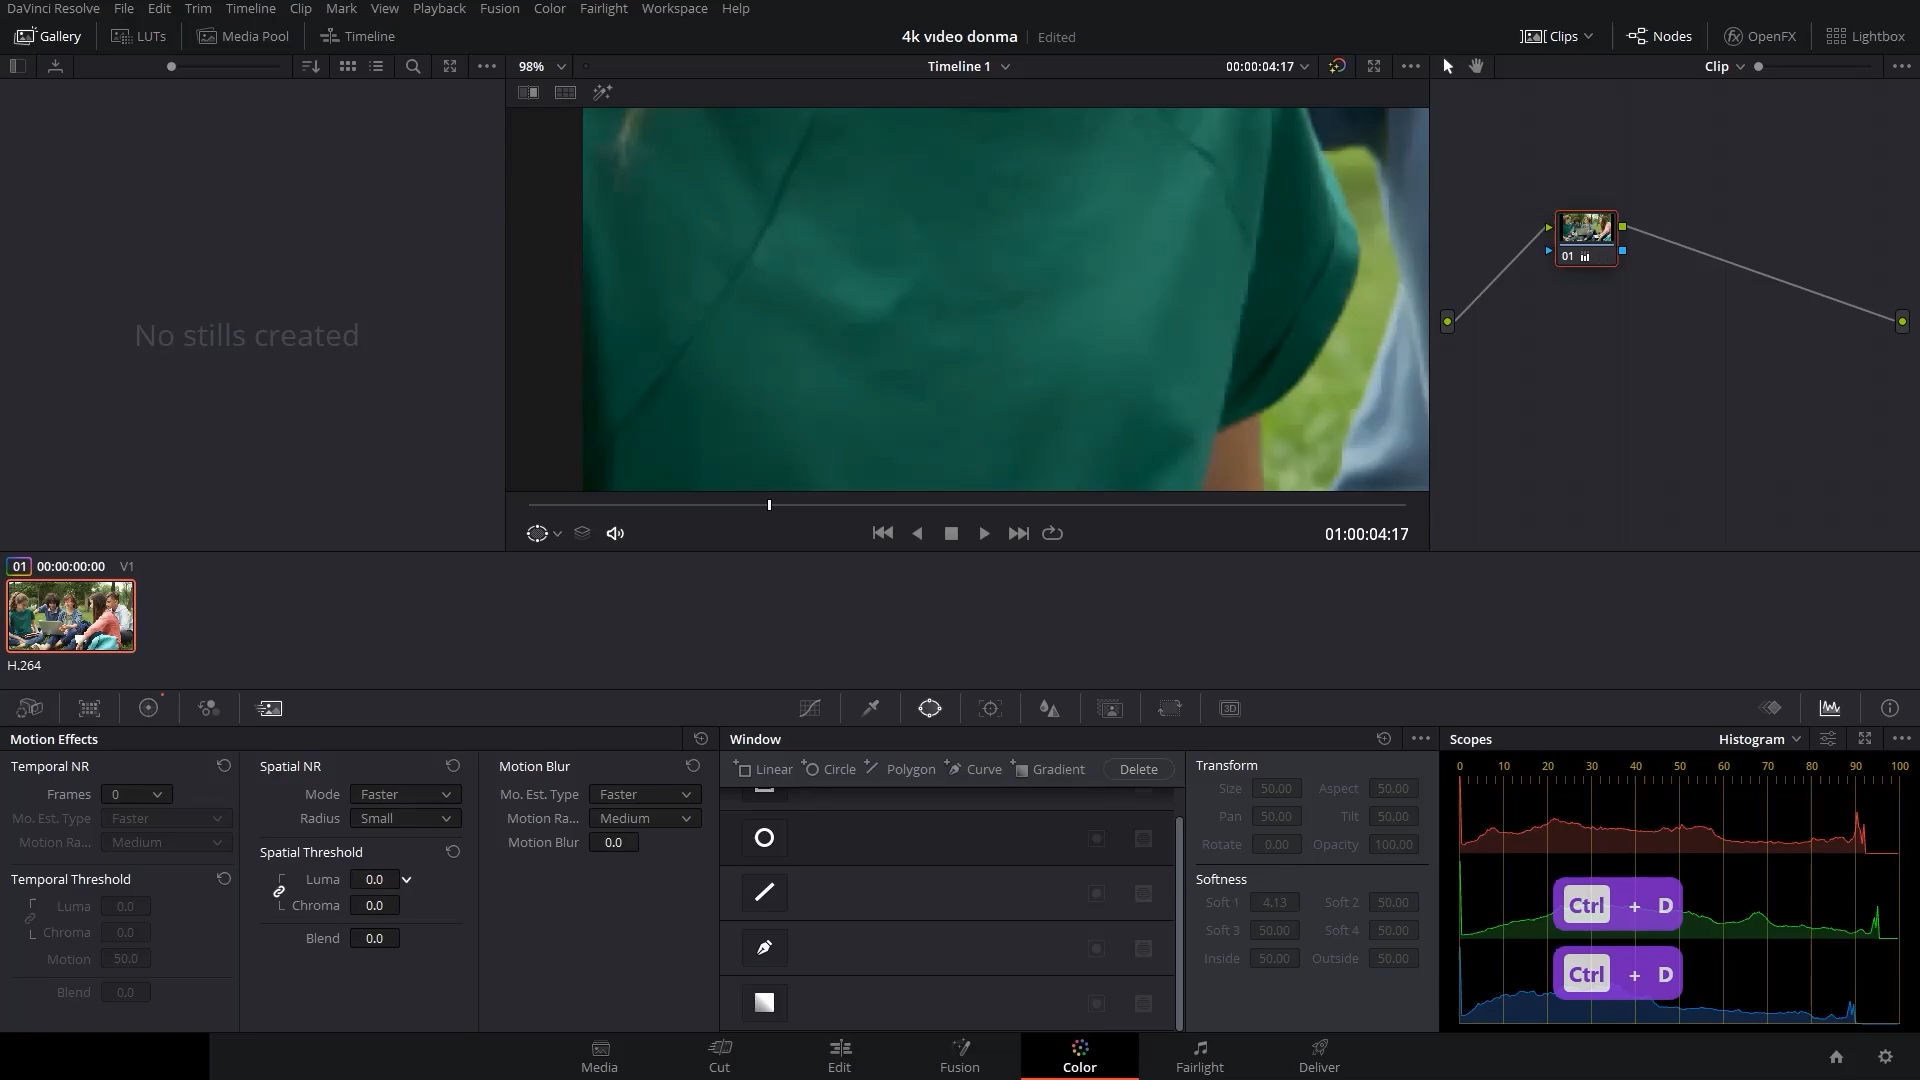 DaVinci Resolve File Edit Trim Timeline Clip Mark View Playback Fusion Color Fairlight Workspace Help
Gallery LUTs Media Pool Timeline 4k vıdeo donma Edited Clips Nodes OpenFX Lightbox
98% Timeline 1 00:00:04:17 Clip
No stills created
01
01:00:04:17
01 00:00:00:00 V1
H.264
3D
Motion Effects
Temporal NR
Frames 0
Mo. Est. Type Faster
Motion Ra... Medium
Temporal Threshold
Luma 0.0
Chroma 0.0
Motion 50.0
Blend 0.0
Spatial NR
Mode Faster
Radius Small
Spatial Threshold
Luma 0.0
Chroma 0.0
Blend 0.0
Motion Blur
Mo. Est. Type Faster
Motion Ra... Medium
Motion Blur 0.0
Window
Linear Circle Polygon Curve Gradient Delete
Transform
Size 50.00 Aspect 50.00
Pan 50.00 Tilt 50.00
Rotate 0.00 Opacity 100.00
Softness
Soft 1 4.13 Soft 2 50.00
Soft 3 50.00 Soft 4 50.00
Inside 50.00 Outside 50.00
Scopes Histogram
0 10 20 30 40 50 60 70 80 90 100
Ctrl + D
Ctrl + D
Media Cut Edit Fusion Color Fairlight Deliver